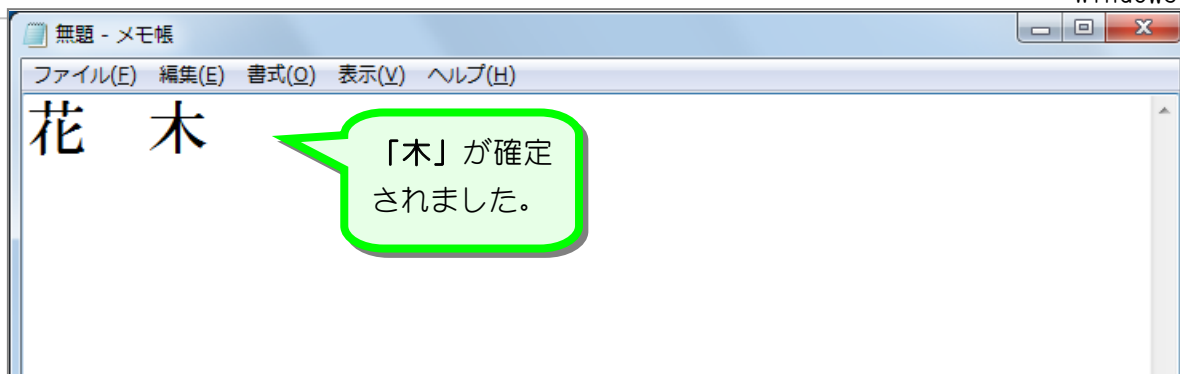 無題 - メモ帳
ファイル(F) 編集(E) 書式(O) 表示(V) ヘルプ(H)
花　木
「木」が確定
されました。